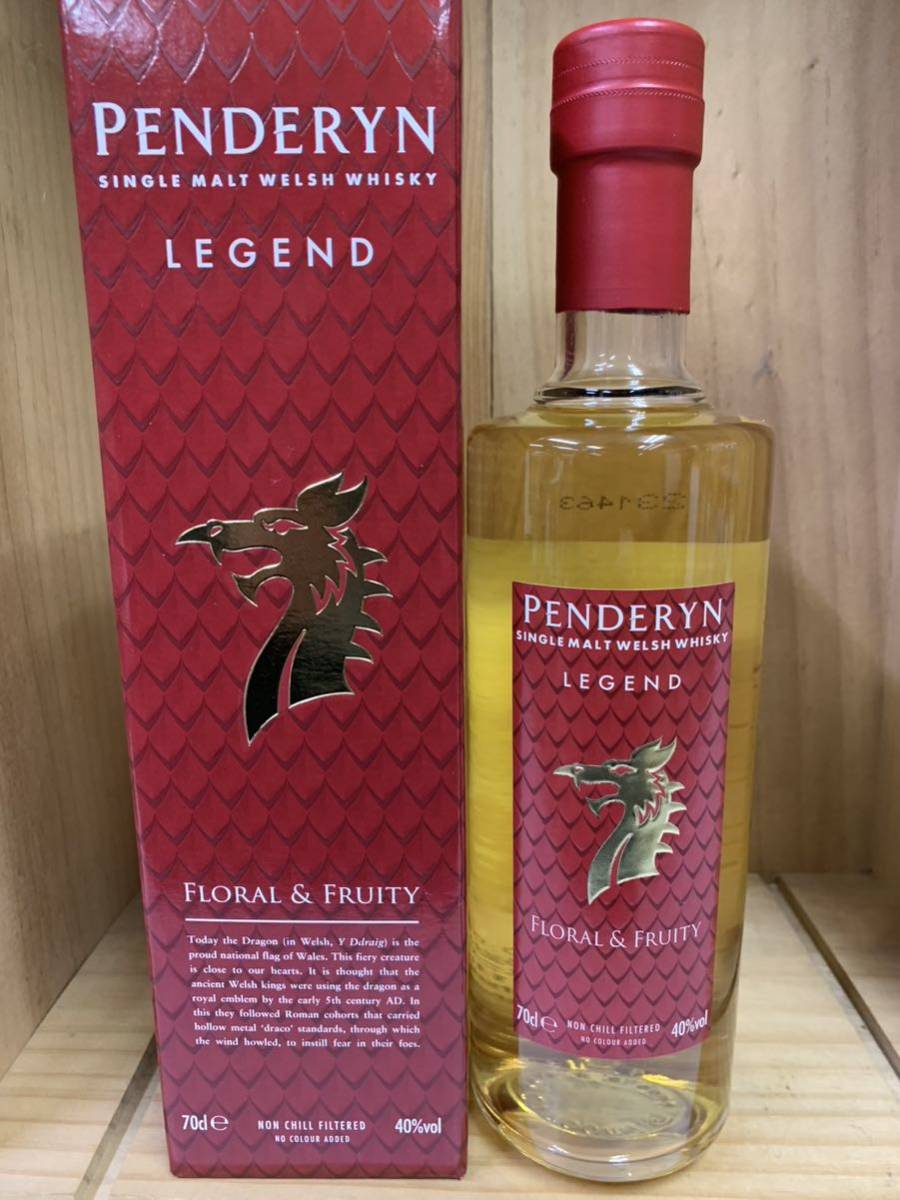 PENDERYN
SINGLE MALT WELSH WHISKY
LEGEND
FLORAL & FRUITY
Today the Dragon (in Welsh, Y Ddraig) is the
proud national flag of Wales. This fiery creature
is close to our hearts. It is thought that the
ancient Welsh kings were using the dragon as a
royal emblem by the early 5th century AD. In
this they followed Roman cohorts that carried
hollow metal 'draco' standards, through which
the wind howled, to instill fear in their foes.
70cl ℮ NON CHILL FILTERED 40%vol
NO COLOUR ADDED
PENDERYN
SINGLE MALT WELSH WHISKY
LEGEND
FLORAL & FRUITY
70cl ℮ NON CHILL FILTERED 40%vol
NO COLOUR ADDED